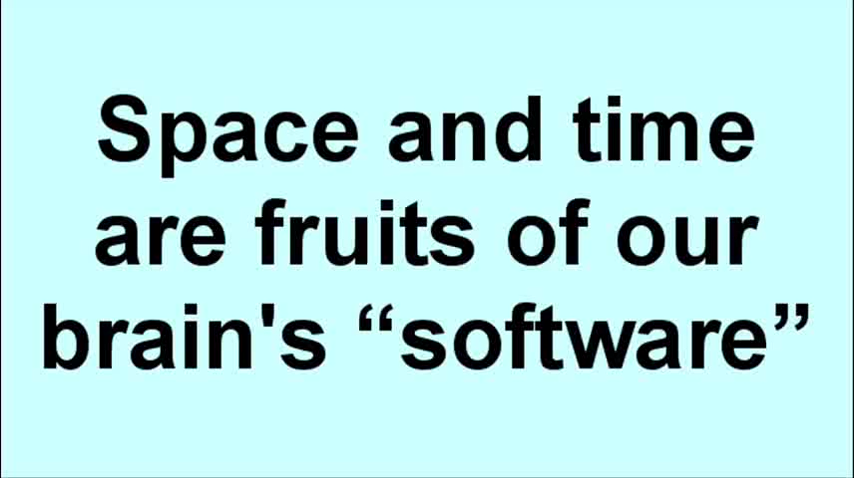 Space and time
are fruits of our
brain's “software”